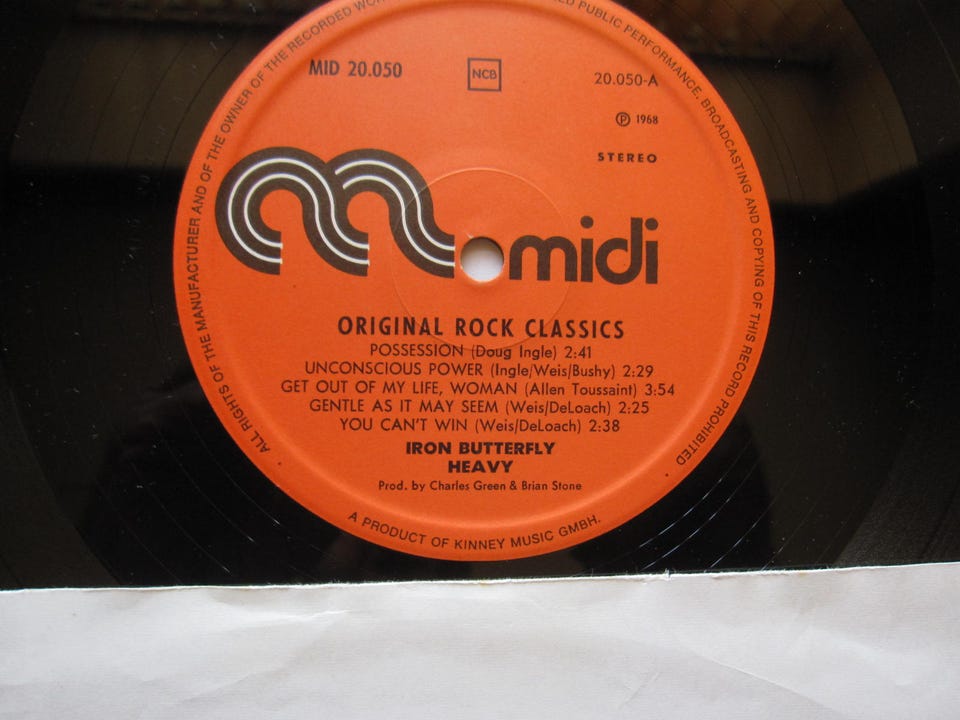 ALL RIGHTS OF THE MANUFACTURER AND OF THE OWNER OF THE RECORDED
PUBLIC PERFORMANCE, BROADCASTING AND COPYING OF THIS RECORD PROHIBITED
MID 20.050
NCB
20.050-A
℗ 1968
STEREO
midi
ORIGINAL ROCK CLASSICS
POSSESSION (Doug Ingle) 2:41
UNCONSCIOUS POWER (Ingle/Weis/Bushy) 2:29
GET OUT OF MY LIFE, WOMAN (Allen Toussaint) 3:54
GENTLE AS IT MAY SEEM (Weis/DeLoach) 2:25
YOU CAN'T WIN (Weis/DeLoach) 2:38
IRON BUTTERFLY
HEAVY
Prod. by Charles Green & Brian Stone
A PRODUCT OF KINNEY MUSIC GMBH.